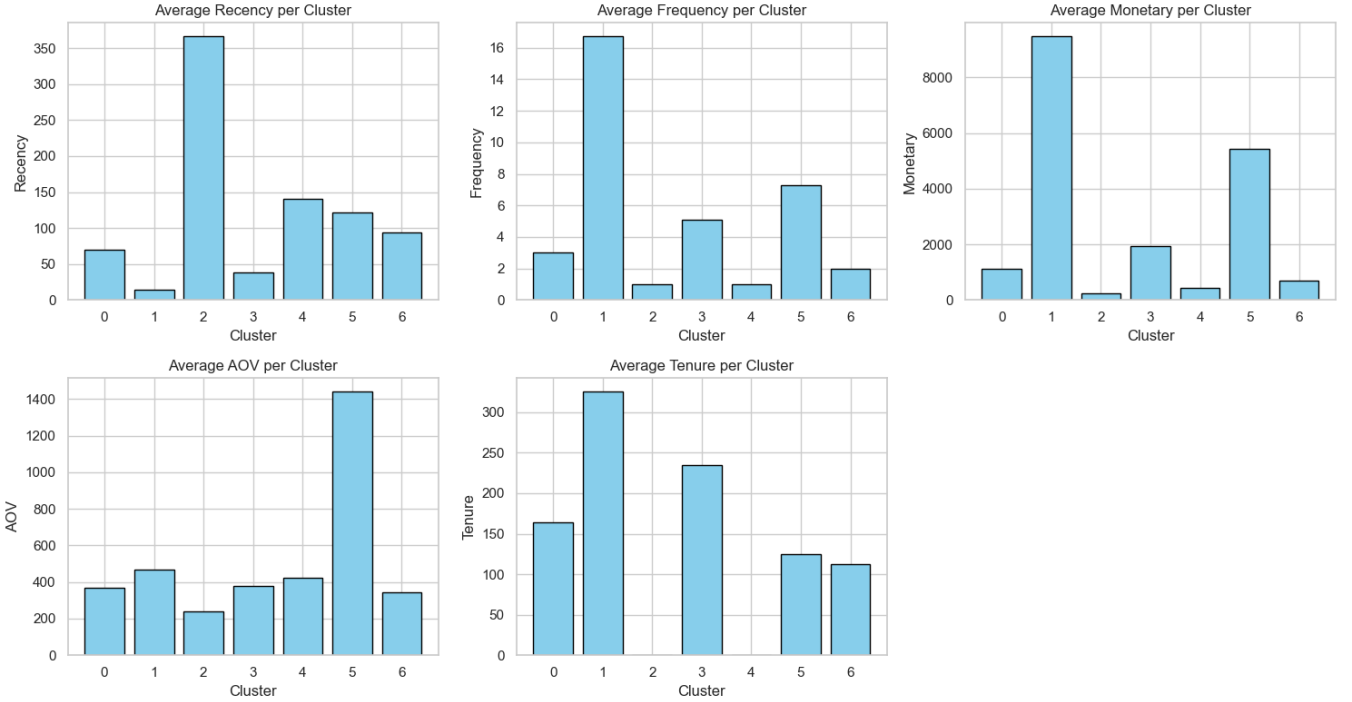 Average Recency per Cluster
Recency
350
300
250
200
150
100
50
0
0 1 2 3 4 5 6
Cluster
Average Frequency per Cluster
Frequency
16
14
12
10
8
6
4
2
0
0 1 2 3 4 5 6
Cluster
Average Monetary per Cluster
Monetary
8000
6000
4000
2000
0
0 1 2 3 4 5 6
Cluster
Average AOV per Cluster
AOV
1400
1200
1000
800
600
400
200
0
0 1 2 3 4 5 6
Cluster
Average Tenure per Cluster
Tenure
300
250
200
150
100
50
0
0 1 2 3 4 5 6
Cluster